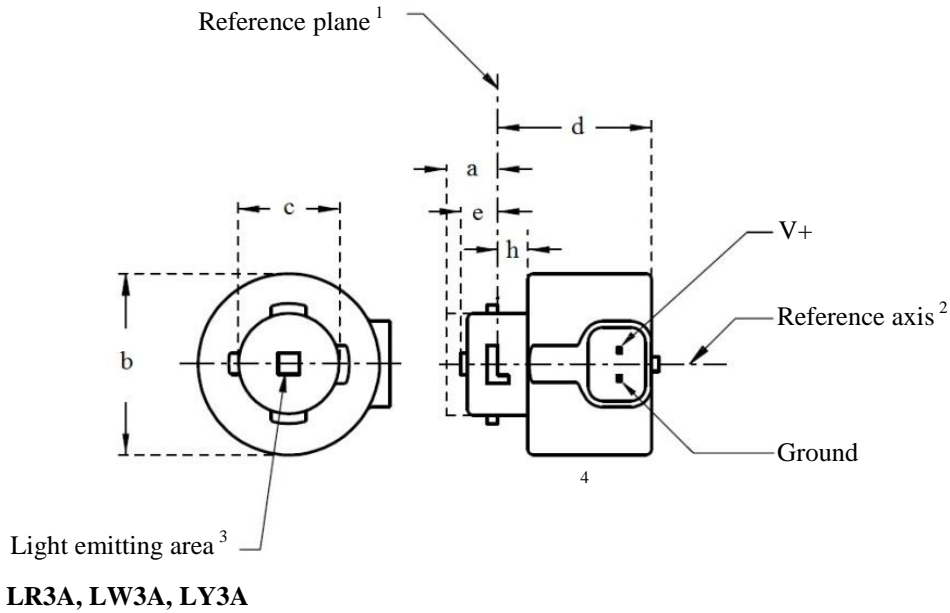 Reference plane 1
d
a
c
e
V+
h
Reference axis 2
b
Ground
4
Light emitting area 3
LR3A, LW3A, LY3A